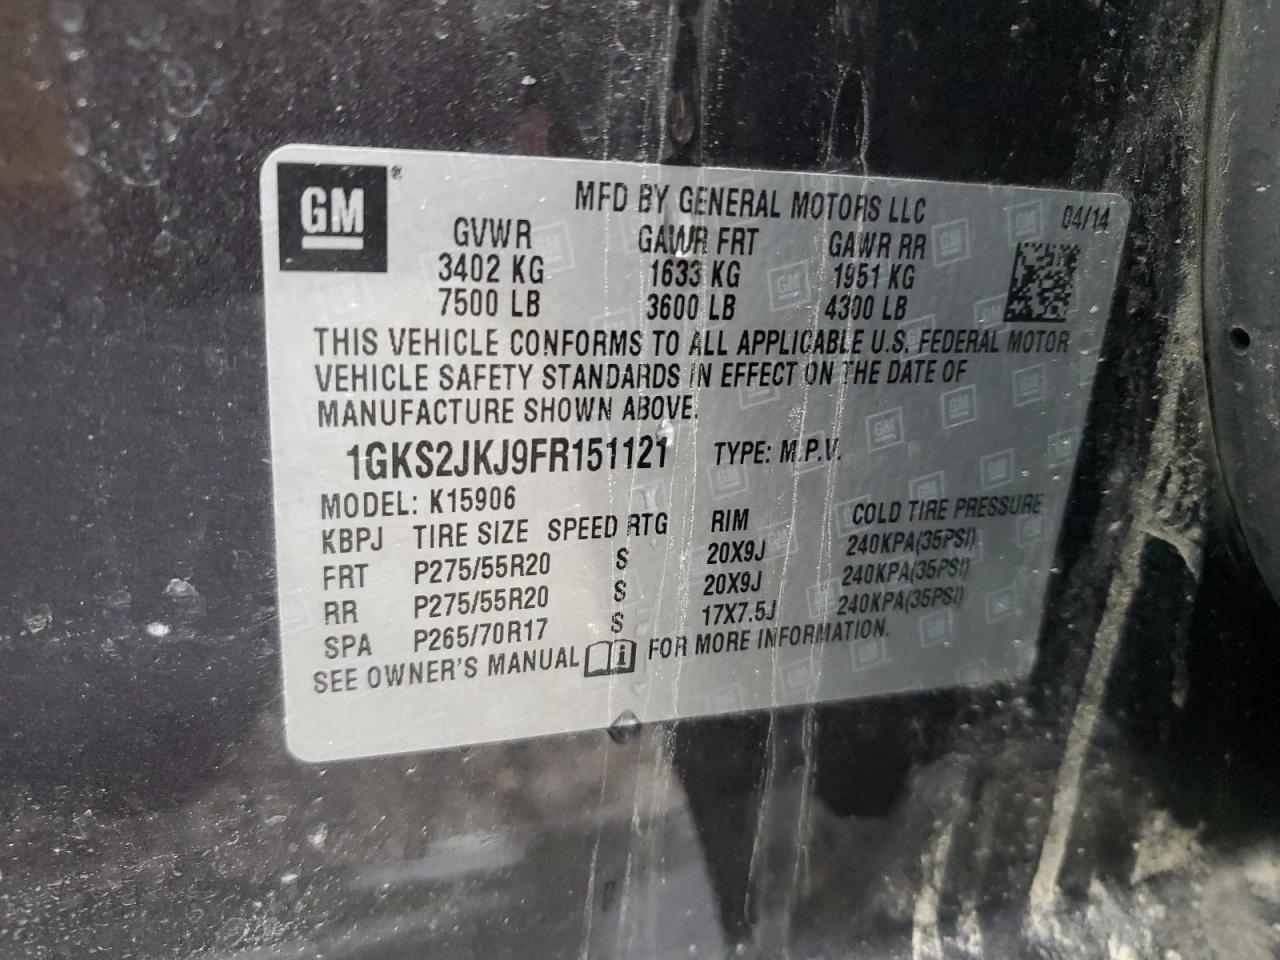 GM ®
MFD BY GENERAL MOTORS LLC 04/14
GVWR GAWR FRT GAWR RR
3402 KG 1633 KG 1951 KG
7500 LB 3600 LB 4300 LB
THIS VEHICLE CONFORMS TO ALL APPLICABLE U.S. FEDERAL MOTOR
VEHICLE SAFETY STANDARDS IN EFFECT ON THE DATE OF
MANUFACTURE SHOWN ABOVE.
1GKS2JKJ9FR151121 TYPE: M.P.V.
MODEL: K15906
KBPJ TIRE SIZE SPEED RTG RIM COLD TIRE PRESSURE
FRT P275/55R20 S 20X9J 240KPA(35PSI)
RR P275/55R20 S 20X9J 240KPA(35PSI)
SPA P265/70R17 S 17X7.5J 240KPA(35PSI)
SEE OWNER'S MANUAL i FOR MORE INFORMATION.